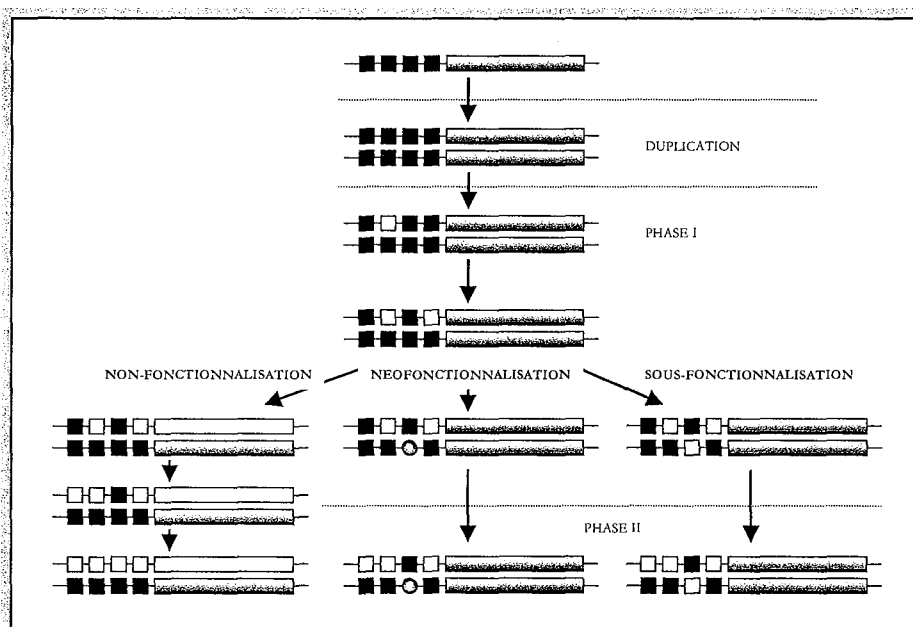 DUPLICATION
PHASE I
NON-FONCTIONNALISATION
NEOFONCTIONNALISATION
SOUS-FONCTIONNALISATION
PHASE II